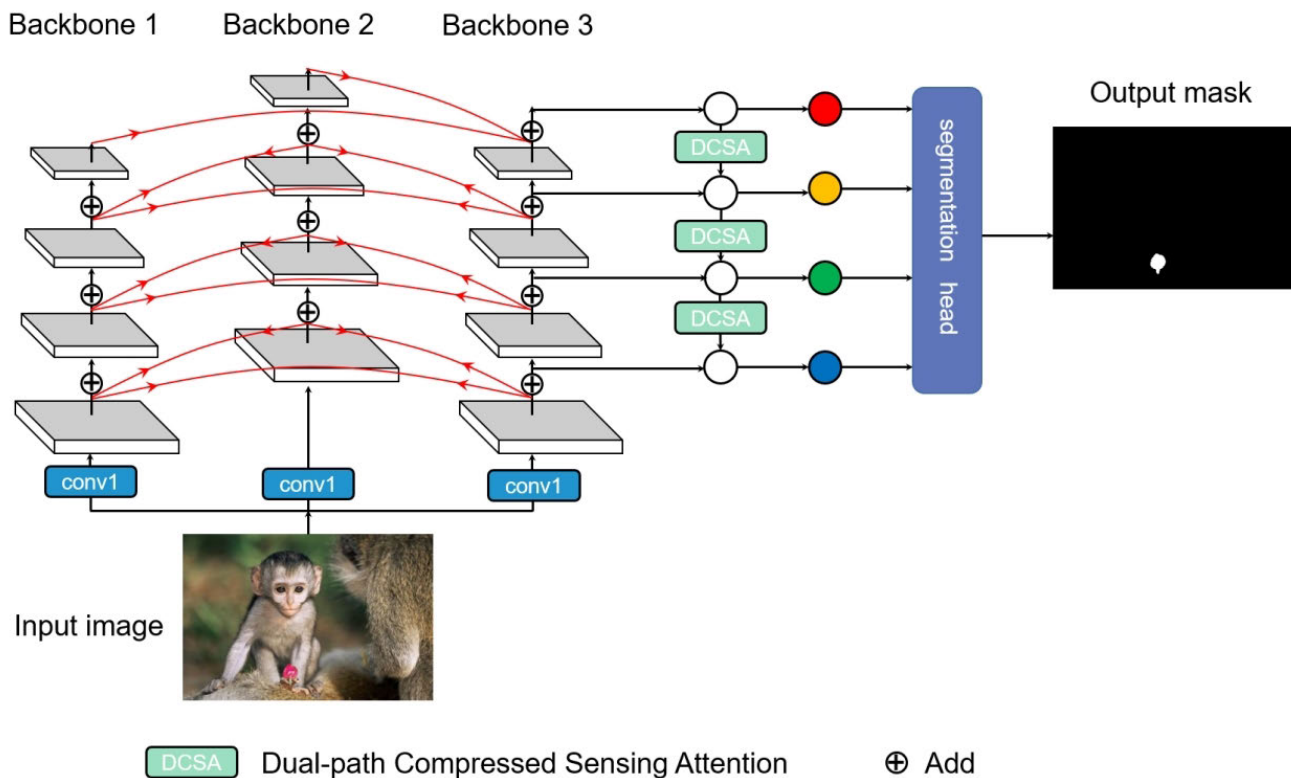 Backbone 1
Backbone 2
Backbone 3
Output mask
DCSA
DCSA
DCSA
segmentation head
conv1
conv1
conv1
Input image
DCSA Dual-path Compressed Sensing Attention ⊕ Add